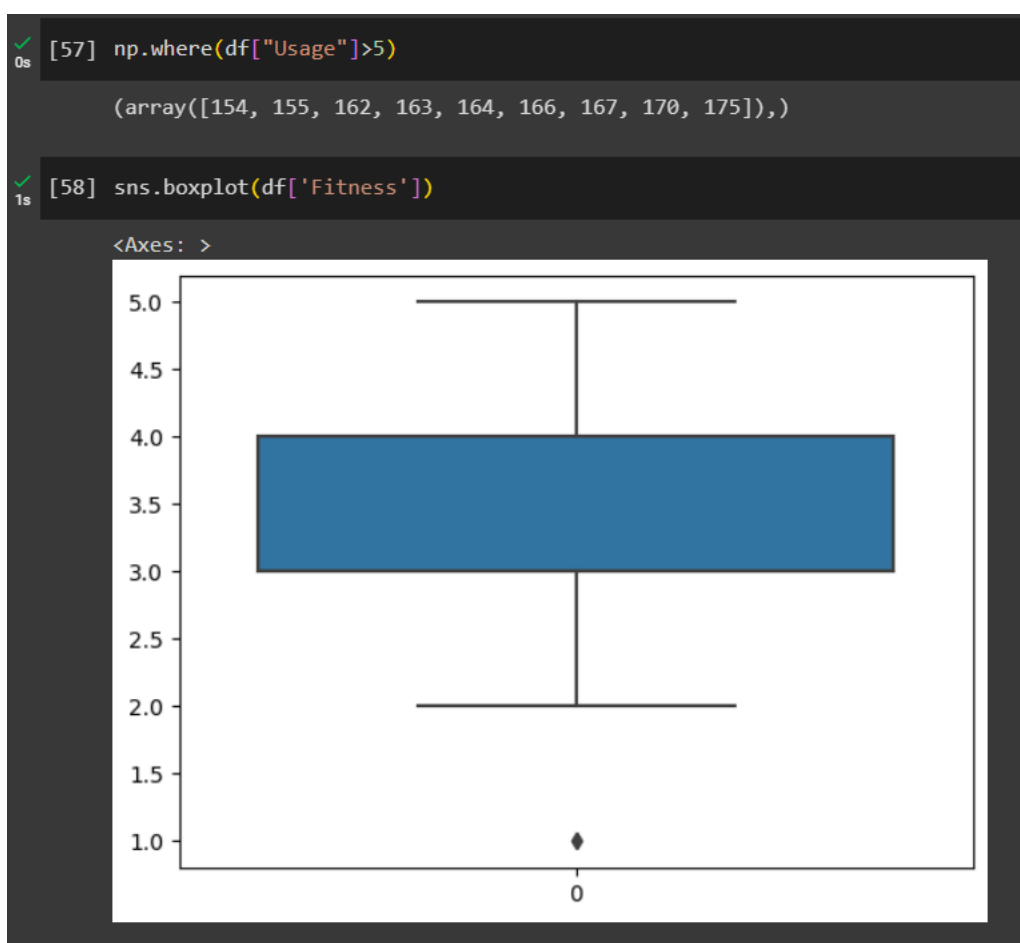 [57] np.where(df["Usage"]>5)
0s
(array([154, 155, 162, 163, 164, 166, 167, 170, 175]),)
[58] sns.boxplot(df['Fitness'])
1s
<Axes: >
5.0
4.5
4.0
3.5
3.0
2.5
2.0
1.5
1.0
0